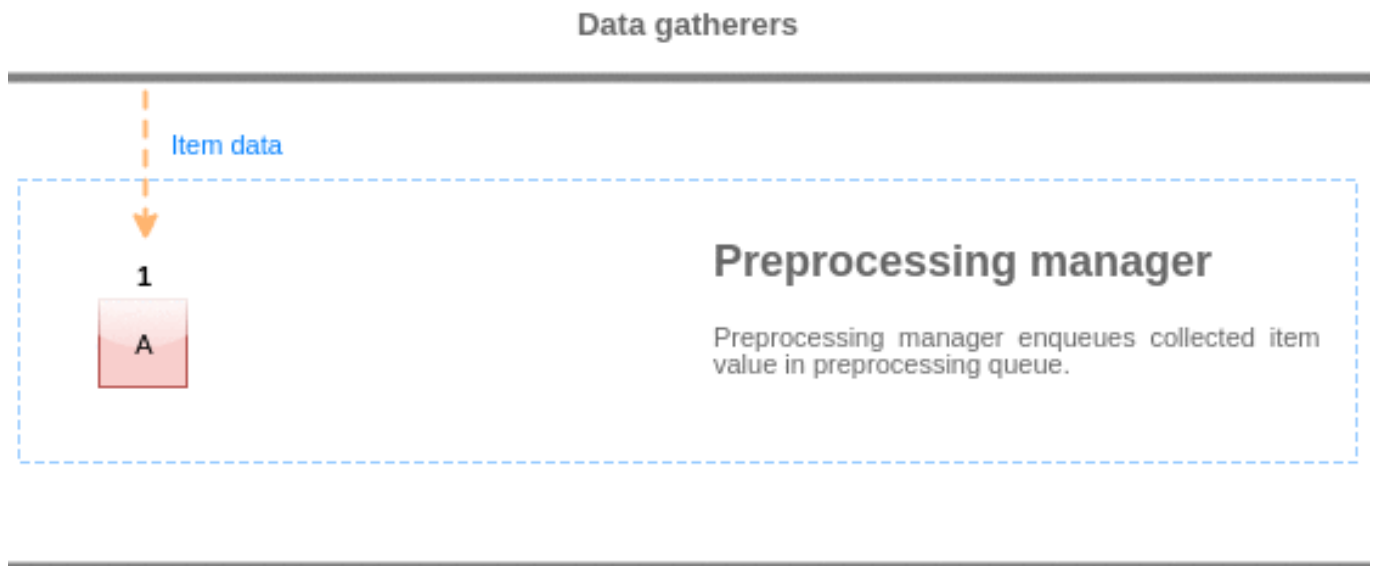 Data gatherers
Item data
1
A
Preprocessing manager
Preprocessing manager enqueues collected item
value in preprocessing queue.